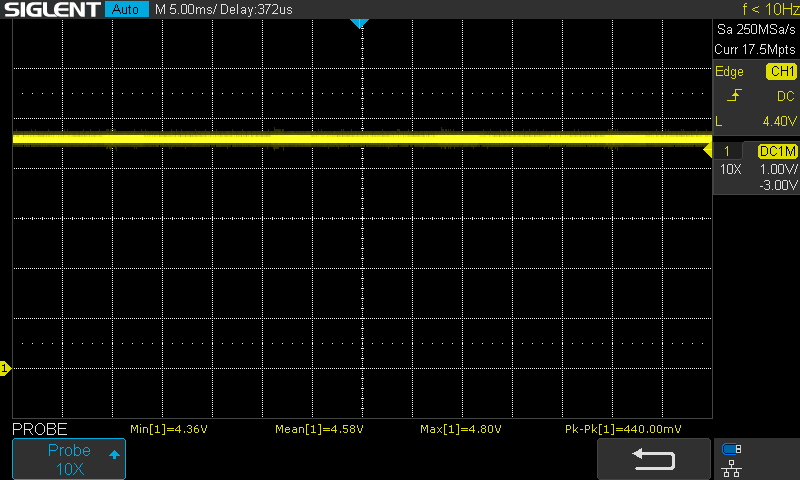 SIGLENT Auto M 5.00ms/ Delay:372us f < 10Hz
Sa 250MSa/s
Curr 17.5Mpts
Edge CH1
DC
L 4.40V
1 DC1M
10X 1.00V/
-3.00V
1
PROBE Min[1]=4.36V Mean[1]=4.58V Max[1]=4.80V Pk-Pk[1]=440.00mV
Probe
10X